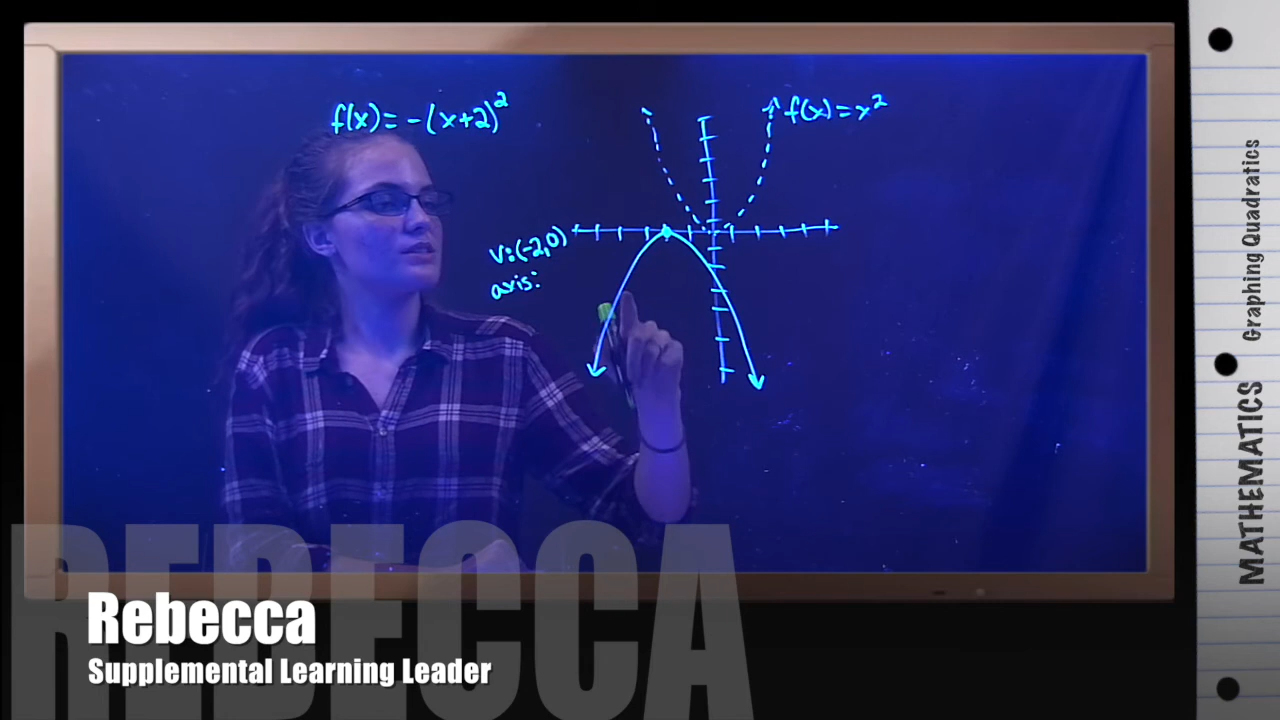 f(x) = -(x+2)²
f(x) = x²
v:(-2,0)
axis:
REBECCA
Rebecca
Supplemental Learning Leader
MATHEMATICS Graphing Quadratics